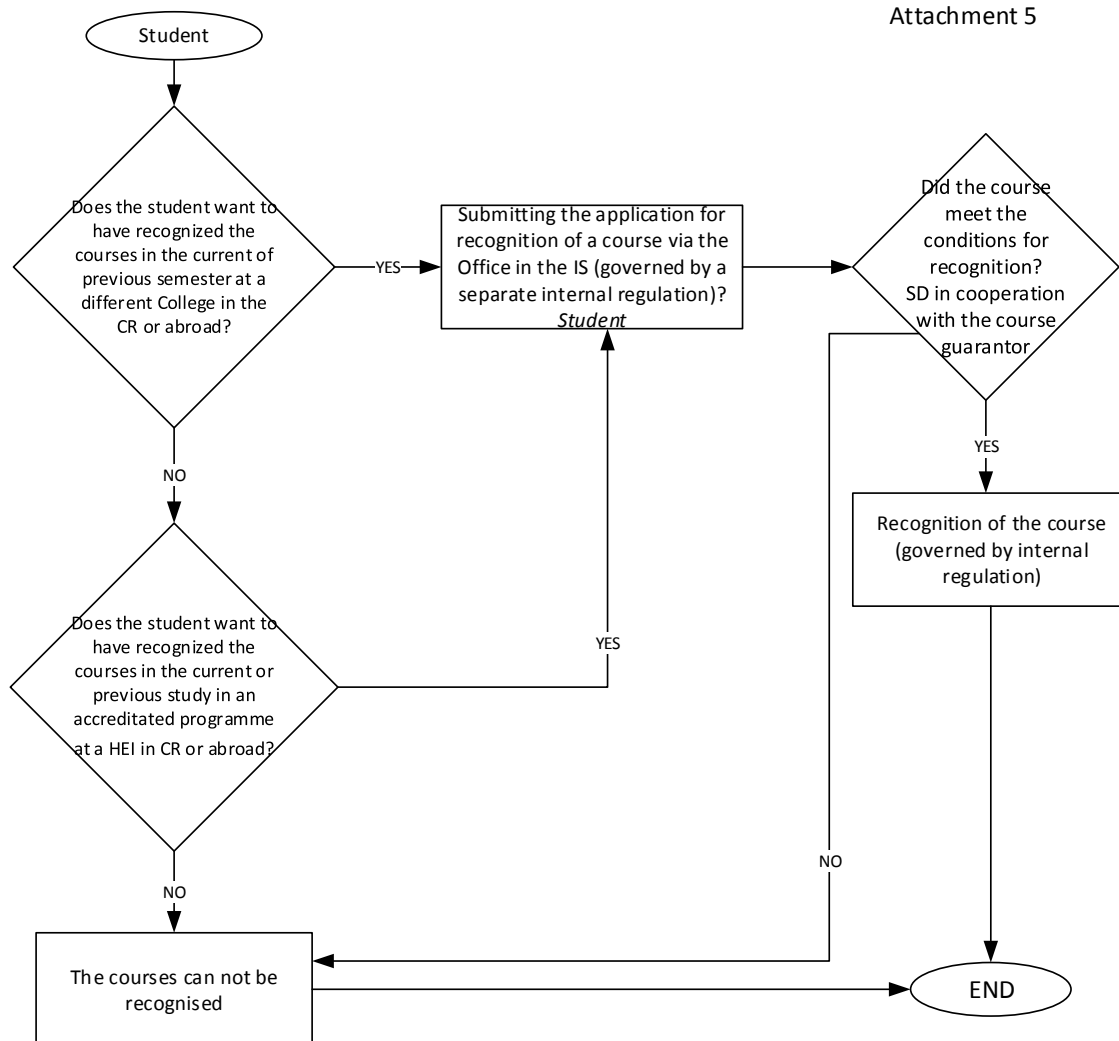 Attachment 5
Student
Does the student want to
have recognized the
courses in the current of
previous semester at a
different College in the
CR or abroad?
YES
Submitting the application for
recognition of a course via the
Office in the IS (governed by a
separate internal regulation)?
Student
Did the course
meet the
conditions for
recognition?
SD in cooperation
with the course
guarantor
NO
YES
Recognition of the course
(governed by internal
regulation)
Does the student want to
have recognized the
courses in the current or
previous study in an
accreditated programme
at a HEI in CR or abroad?
YES
NO
NO
The courses can not be
recognised
END